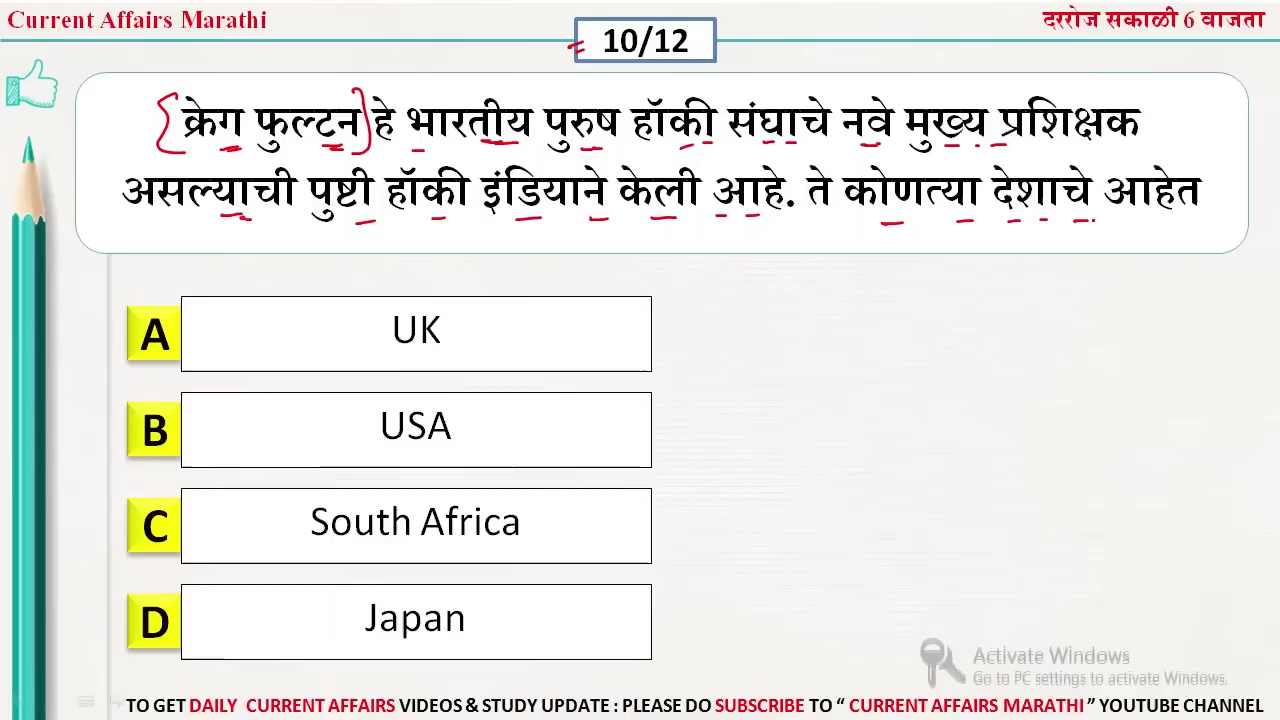 Current Affairs Marathi
दररोज सकाळी 6 वाजता
10/12
क्रेग फुल्टन हे भारतीय पुरुष हॉकी संघाचे नवे मुख्य प्रशिक्षक
असल्याची पुष्टी हॉकी इंडियाने केली आहे. ते कोणत्या देशाचे आहेत
A UK
B USA
C South Africa
D Japan
Activate Windows
Go to PC settings to activate Windows.
TO GET DAILY CURRENT AFFAIRS VIDEOS & STUDY UPDATE : PLEASE DO SUBSCRIBE TO “ CURRENT AFFAIRS MARATHI ” YOUTUBE CHANNEL